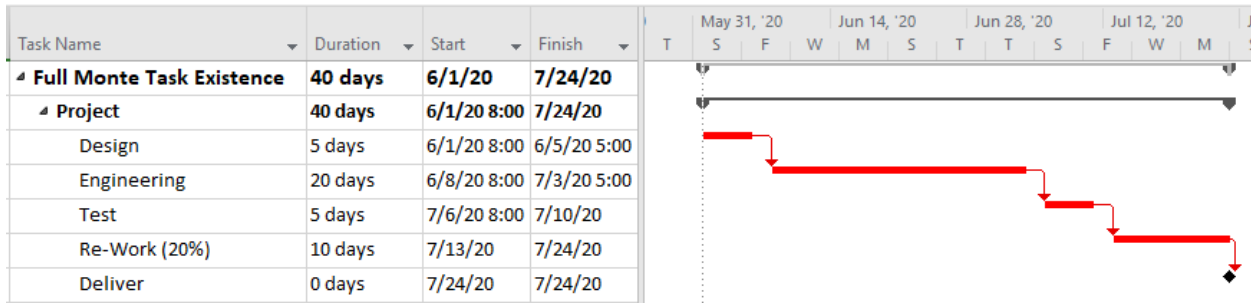 May 31, '20 Jun 14, '20 Jun 28, '20 Jul 12, '20
Task Name Duration Start Finish T S F W M S T T S F W M S
Full Monte Task Existence 40 days 6/1/20 7/24/20
Project 40 days 6/1/20 8:00 7/24/20
Design 5 days 6/1/20 8:00 6/5/20 5:00
Engineering 20 days 6/8/20 8:00 7/3/20 5:00
Test 5 days 7/6/20 8:00 7/10/20
Re-Work (20%) 10 days 7/13/20 7/24/20
Deliver 0 days 7/24/20 7/24/20